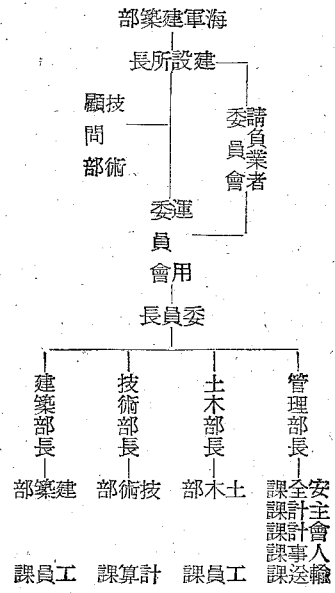 海軍建築部
建設所長
請負業者
委員會
技術
顧問部
運用
委員會
委員長
管理部長
安全課
主計課
會計課
人事課
輸送課
土木部長
土木部
工員課
技術部長
技術部
計算課
建築部長
建築部
工員課